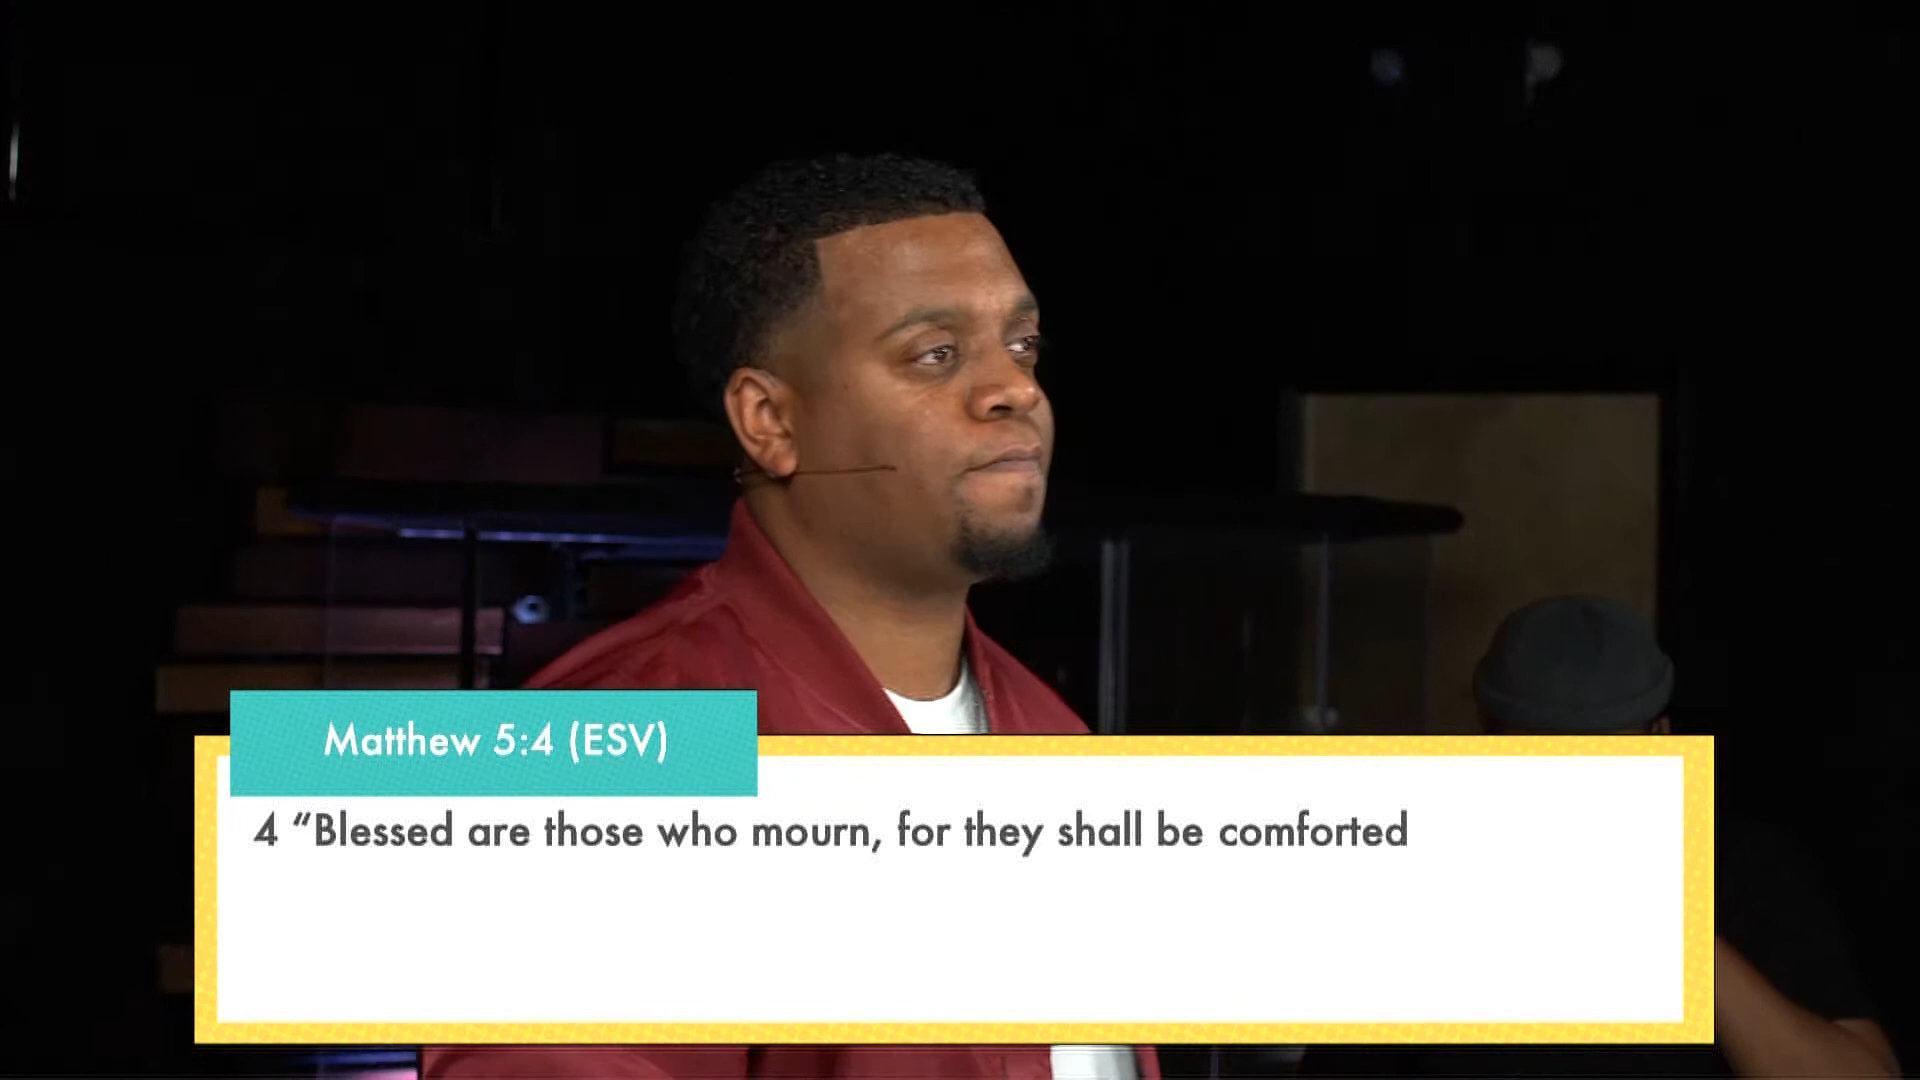 Matthew 5:4 (ESV)
4 “Blessed are those who mourn, for they shall be comforted